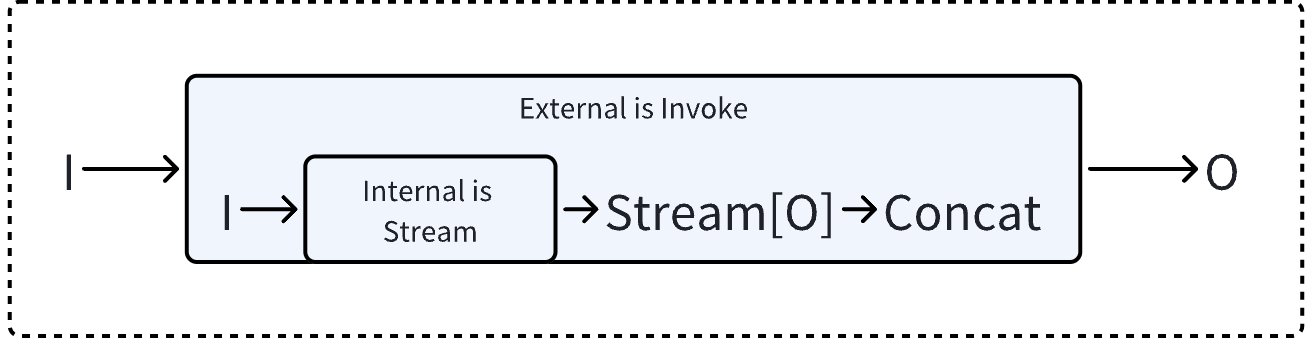 External is Invoke
I
Internal is
Stream
I
Stream[O]
Concat
O